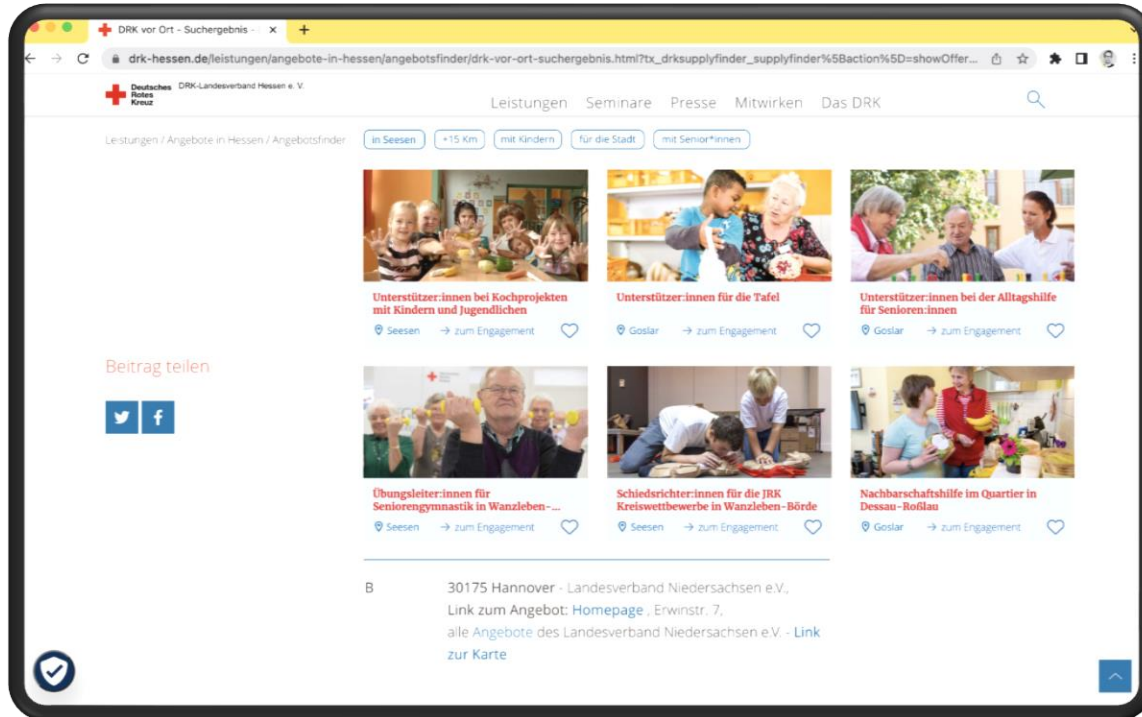 DRK vor Ort - Suchergebnis -
drk-hessen.de/leistungen/angebote-in-hessen/angebotsfinder/drk-vor-ort-suchergebnis.html?tx_drksupplyfinder_supplyfinder%5Baction%5D=showOffer...
Deutsches
Rotes
Kreuz
DRK-Landesverband Hessen e. V.
Leistungen Seminare Presse Mitwirken Das DRK
Leistungen / Angebote in Hessen / Angebotsfinder
in Seesen +15 Km mit Kindern für die Stadt mit Senior*innen
Unterstützer:innen bei Kochprojekten
mit Kindern und Jugendlichen
Seesen → zum Engagement
Unterstützer:innen für die Tafel
Goslar → zum Engagement
Unterstützer:innen bei der Alltagshilfe
für Senioren:innen
Goslar → zum Engagement
Beitrag teilen
Übungsleiter:innen für
Seniorengymnastik in Wanzleben-...
Seesen → zum Engagement
Schiedsrichter:innen für die JRK
Kreiswettbewerbe in Wanzleben-Börde
Seesen → zum Engagement
Nachbarschaftshilfe im Quartier in
Dessau-Roßlau
Goslar → zum Engagement
B
30175 Hannover - Landesverband Niedersachsen e.V.,
Link zum Angebot: Homepage , Erwinstr. 7,
alle Angebote des Landesverband Niedersachsen e.V. - Link
zur Karte